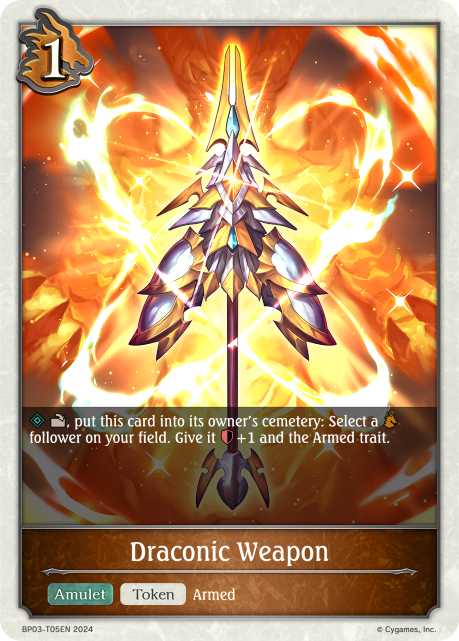 1
, put this card into its owner's cemetery: Select a
follower on your field. Give it +1 and the Armed trait.
Draconic Weapon
Amulet Token Armed
BP03-T05EN 2024 © Cygames, Inc.